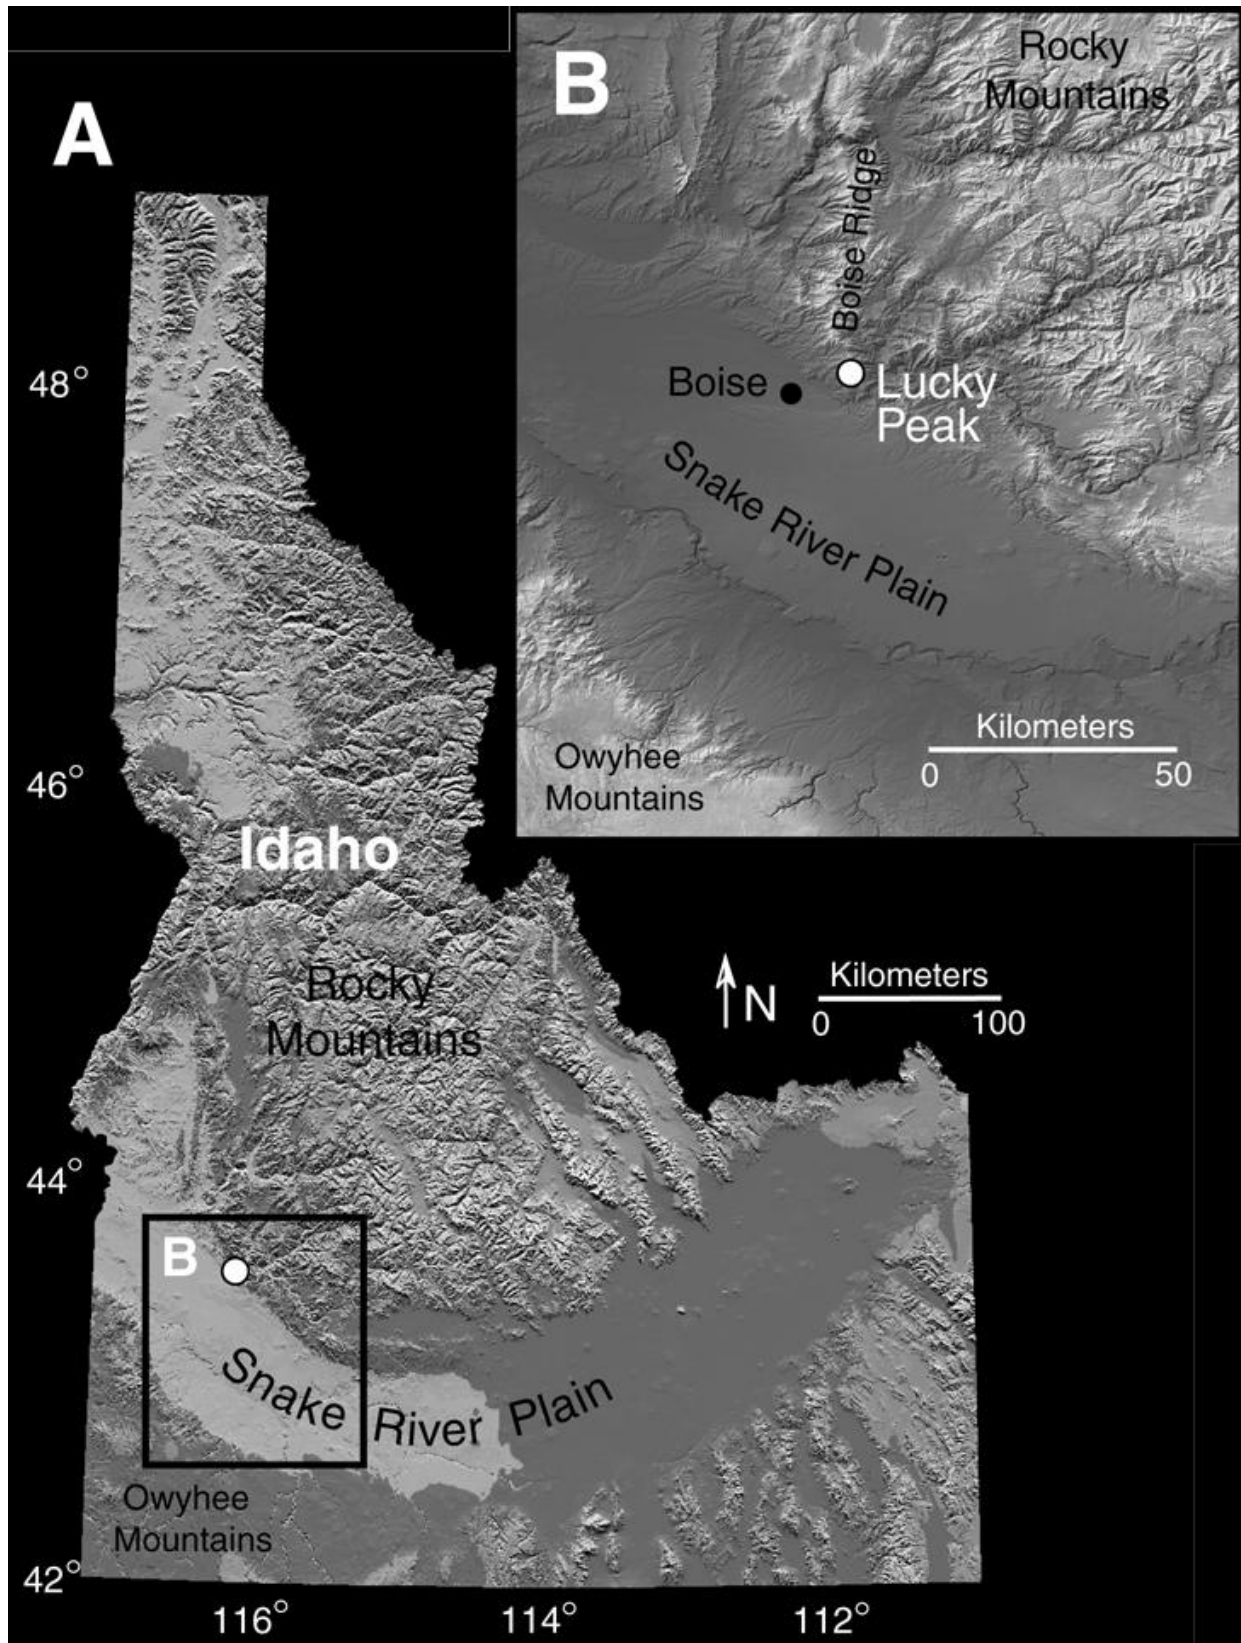 A
B
Rocky
Mountains
Boise Ridge
Boise
Lucky
Peak
Snake River Plain
Kilometers
0 50
Owyhee
Mountains
48°
46°
44°
42°
Idaho
Rocky
Mountains
N
Kilometers
0 100
B
Snake River Plain
Owyhee
Mountains
116° 114° 112°